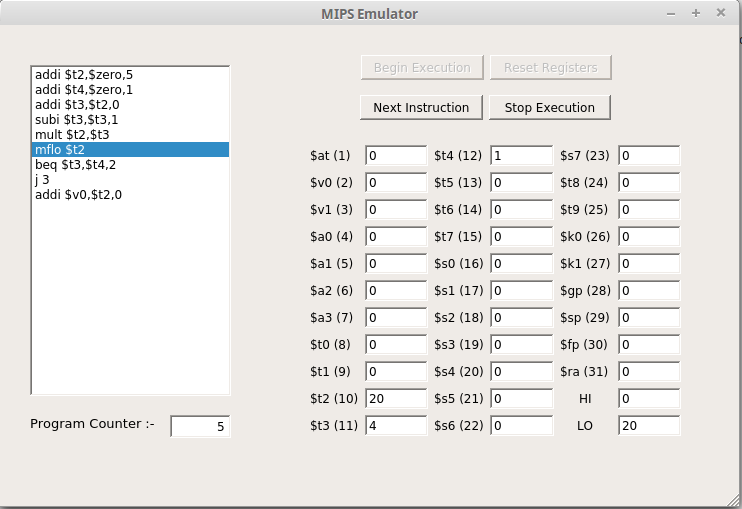 MIPS Emulator
addi $t2,$zero,5
addi $t4,$zero,1
addi $t3,$t2,0
subi $t3,$t3,1
mult $t2,$t3
mflo $t2
beq $t3,$t4,2
j 3
addi $v0,$t2,0
Program Counter :- 5
Begin Execution Reset Registers
Next Instruction Stop Execution
$at (1) 0 $t4 (12) 1 $s7 (23) 0
$v0 (2) 0 $t5 (13) 0 $t8 (24) 0
$v1 (3) 0 $t6 (14) 0 $t9 (25) 0
$a0 (4) 0 $t7 (15) 0 $k0 (26) 0
$a1 (5) 0 $s0 (16) 0 $k1 (27) 0
$a2 (6) 0 $s1 (17) 0 $gp (28) 0
$a3 (7) 0 $s2 (18) 0 $sp (29) 0
$t0 (8) 0 $s3 (19) 0 $fp (30) 0
$t1 (9) 0 $s4 (20) 0 $ra (31) 0
$t2 (10) 20 $s5 (21) 0 HI 0
$t3 (11) 4 $s6 (22) 0 LO 20